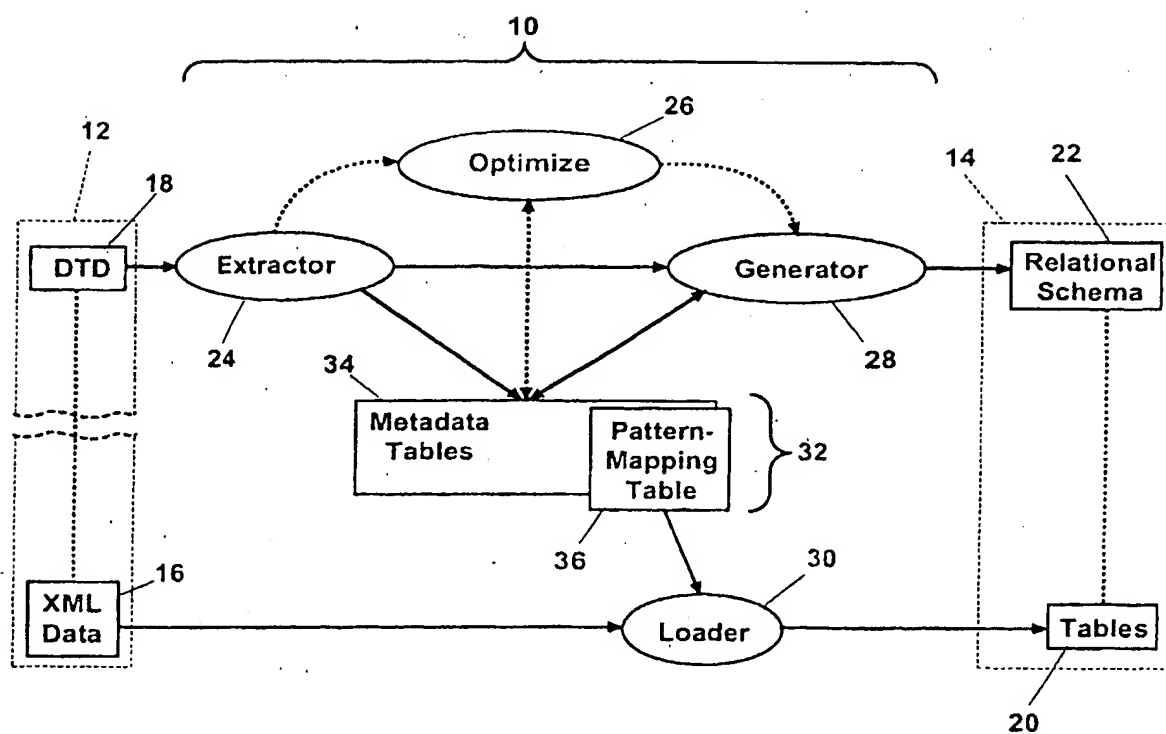 10
26
12
Optimize
22
14
18
DTD
Extractor
Generator
Relational
Schema
24
34
28
Metadata
Tables
Pattern-
Mapping
Table
32
36
30
16
XML
Data
Loader
Tables
20